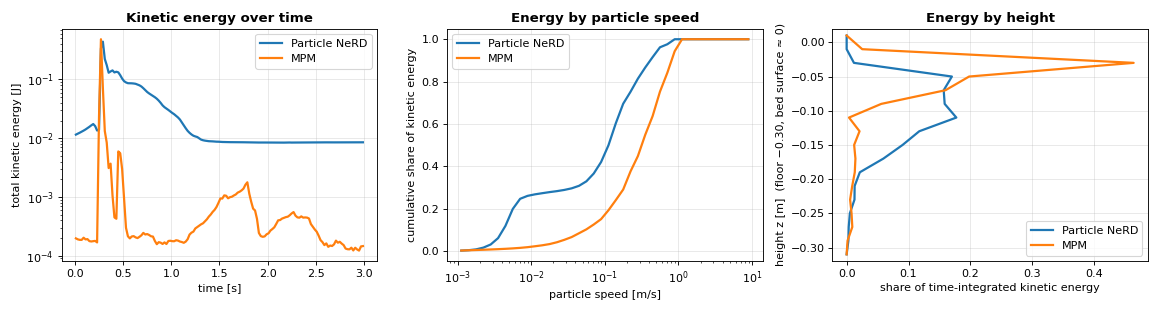 Kinetic energy over time
Particle NeRD
MPM
total kinetic energy [J]
10⁻¹
10⁻²
10⁻³
10⁻⁴
0.0 0.5 1.0 1.5 2.0 2.5 3.0
time [s]
Energy by particle speed
Particle NeRD
MPM
cumulative share of kinetic energy
1.0
0.8
0.6
0.4
0.2
0.0
10⁻³ 10⁻² 10⁻¹ 10⁰ 10¹
particle speed [m/s]
Energy by height
height z [m] (floor −0.30, bed surface ≈ 0)
0.00
−0.05
−0.10
−0.15
−0.20
−0.25
−0.30
Particle NeRD
MPM
0.0 0.1 0.2 0.3 0.4
share of time-integrated kinetic energy